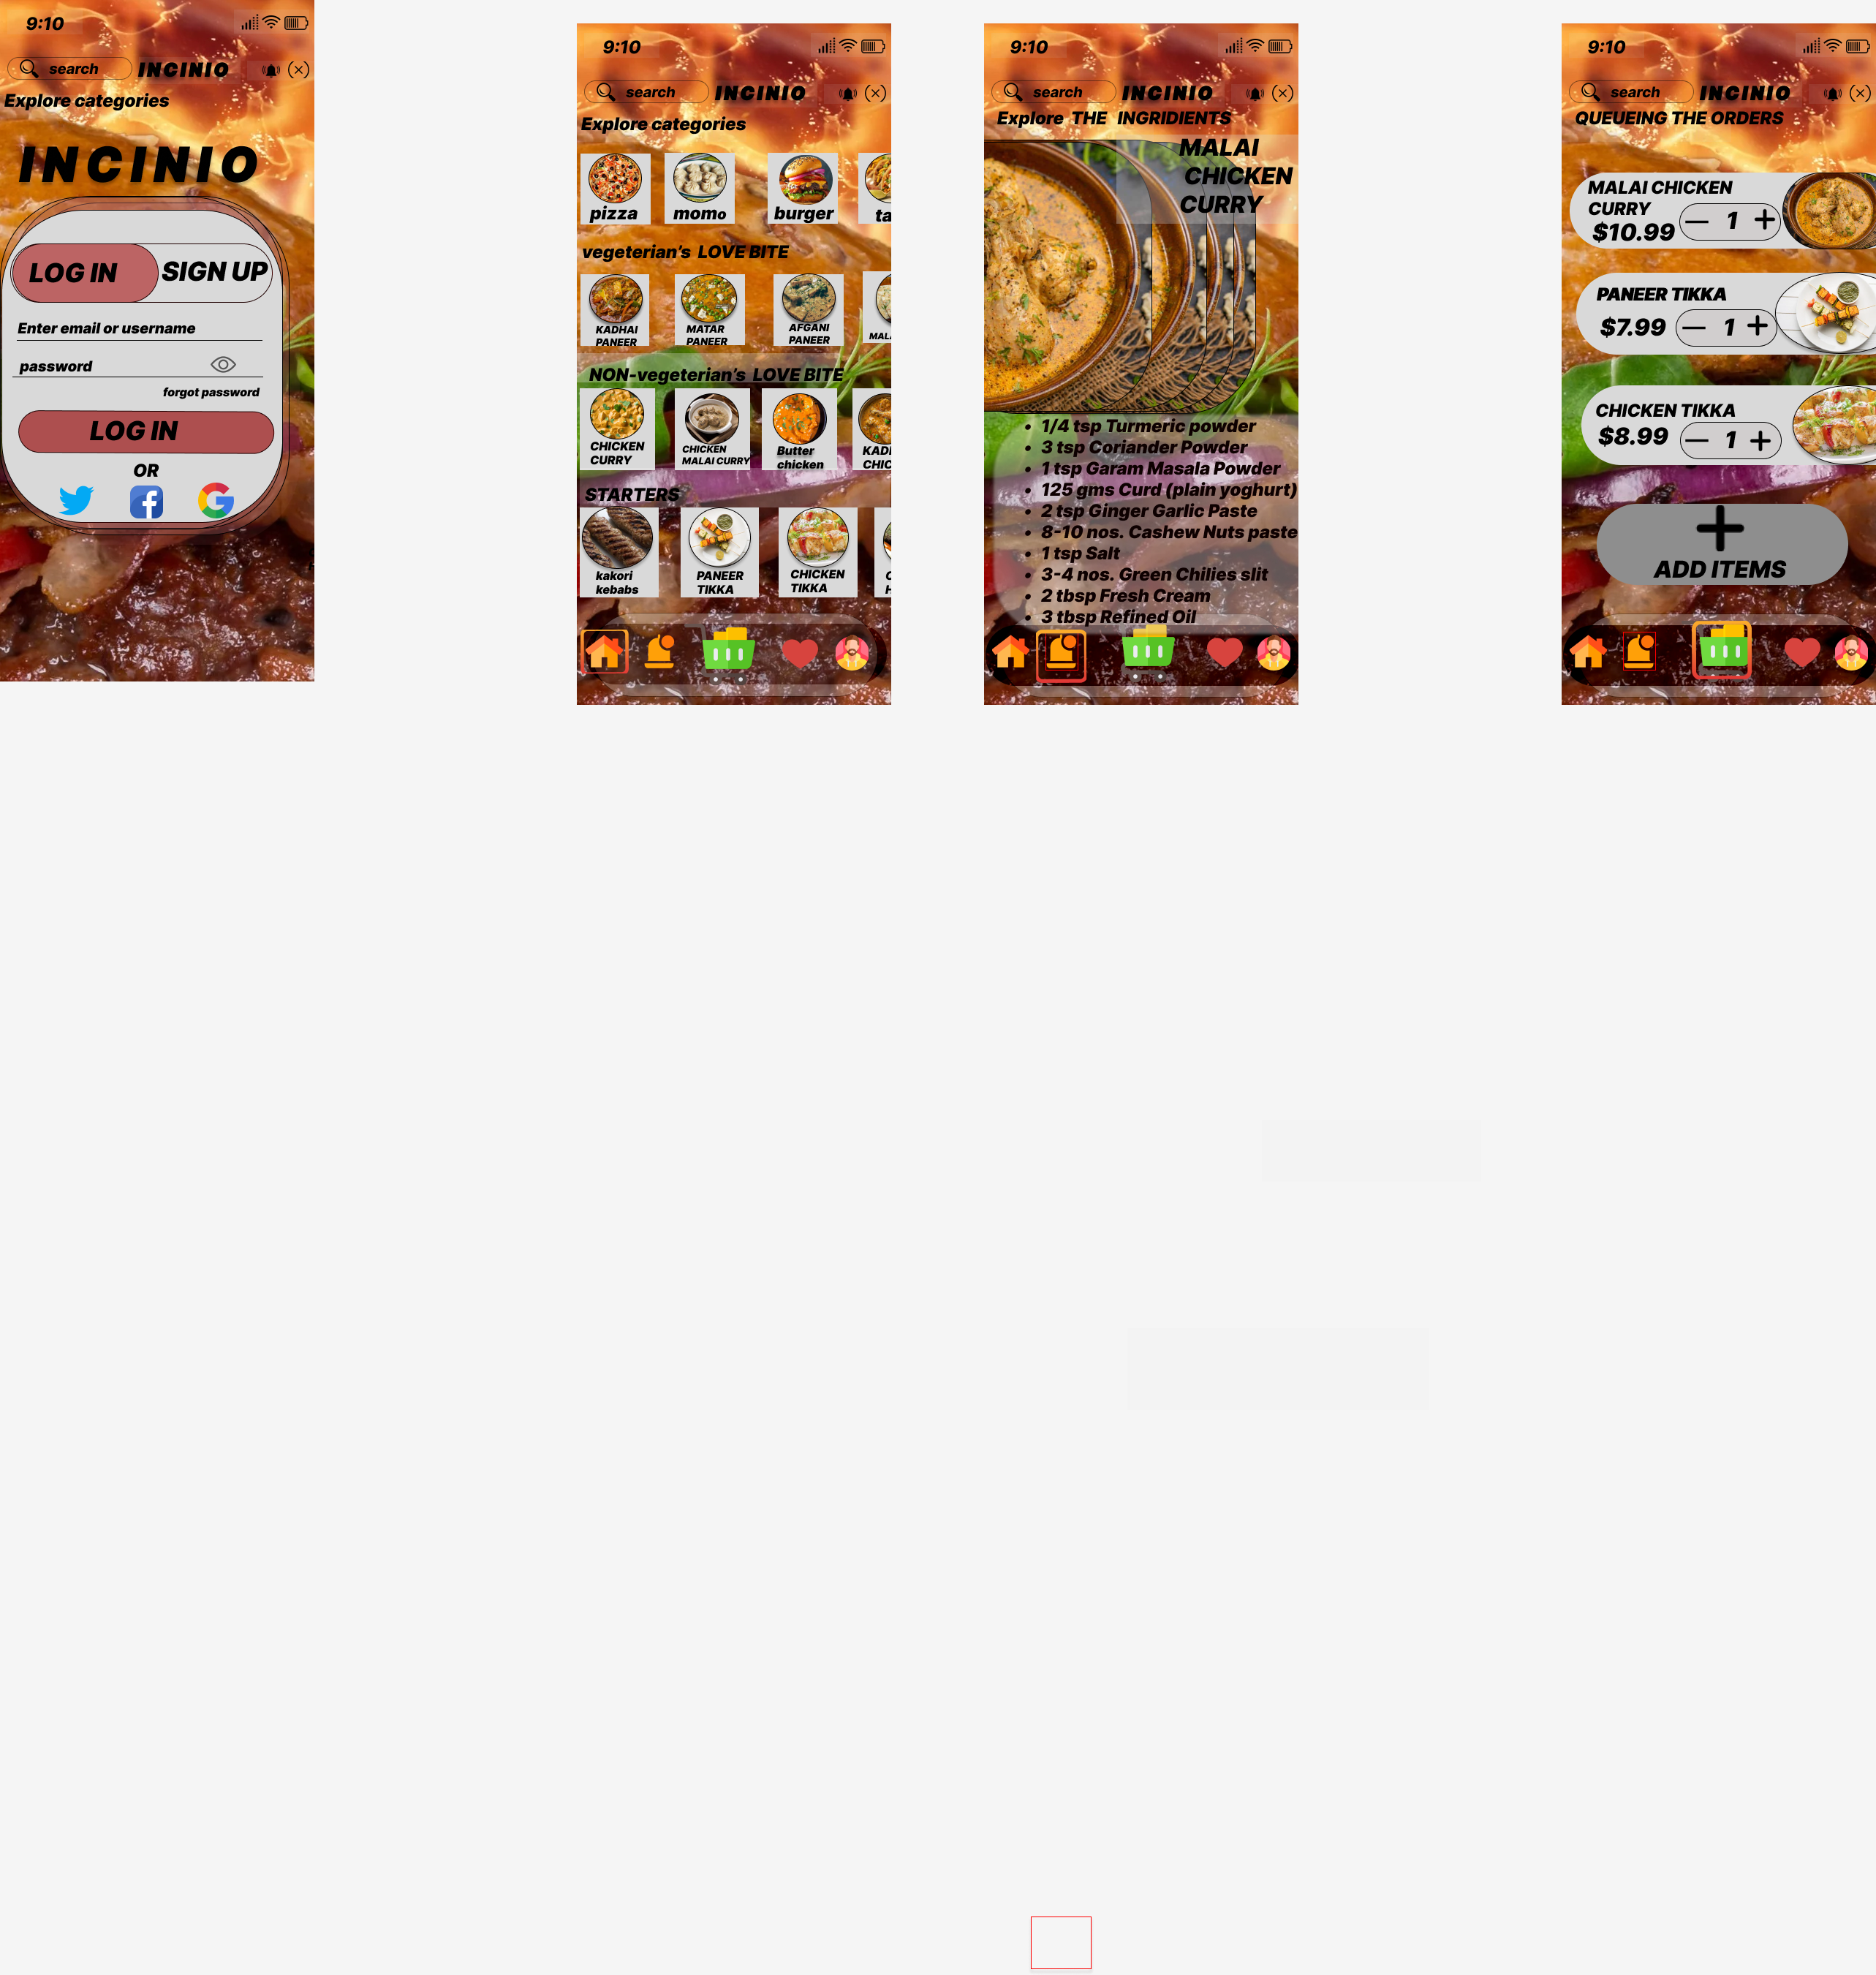 9:10
search INCINIO
Explore categories
INCINIO
LOG IN SIGN UP
Enter email or username
password
forgot password
LOG IN
OR
9:10
search INCINIO
Explore categories
pizza momo burger ta
vegeterian's LOVE BITE
KADHAI
PANEER
MATAR
PANEER
AFGANI
PANEER
MALA
NON-vegeterian's LOVE BITE
CHICKEN
CURRY
CHICKEN
MALAI CURRY
Butter
chicken
KADH
CHIC
STARTERS
kakori
kebabs
PANEER
TIKKA
CHICKEN
TIKKA
9:10
search INCINIO
Explore THE INGRIDIENTS
MALAI
CHICKEN
CURRY
• 1/4 tsp Turmeric powder
• 3 tsp Coriander Powder
• 1 tsp Garam Masala Powder
• 125 gms Curd (plain yoghurt)
• 2 tsp Ginger Garlic Paste
• 8-10 nos. Cashew Nuts paste
• 1 tsp Salt
• 3-4 nos. Green Chilies slit
• 2 tbsp Fresh Cream
• 3 tbsp Refined Oil
9:10
search INCINIO
QUEUEING THE ORDERS
MALAI CHICKEN
CURRY
$10.99 — 1 +
PANEER TIKKA
$7.99 — 1 +
CHICKEN TIKKA
$8.99 — 1 +
+
ADD ITEMS